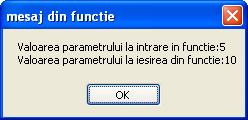 mesaj din functie
Valoarea parametrului la intrare in functie:5
Valoarea parametrului la iesirea din functie:10
OK